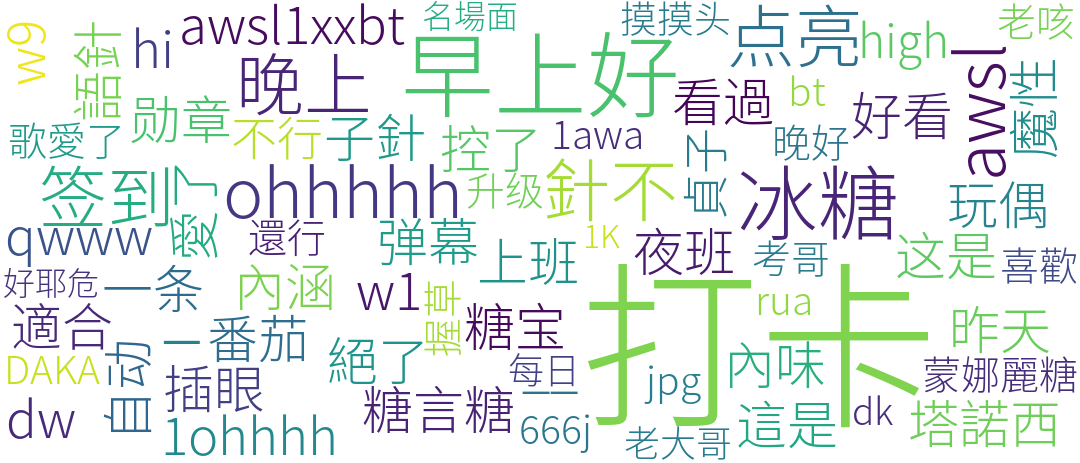 w9
語針
hi
awsl1xxbt
名場面
摸摸头
点亮
high
老咳
晚上
早上好
看過
bt
好看
awsl
魔性
歌愛了
勋章
不行
子針
控了
1awa
晚好
签到
愛了
ohhhhh
升级
針不
貞子
冰糖
玩偶
qwww
還行
弹幕
上班
1K
夜班
考哥
这是
喜歡
好耶危
一条
內涵
w1
握草
糖宝
打卡
rua
昨天
適合
一番茄
絕了
DAKA
自动
插眼
糖言糖
每日一一
jpg
內味
蒙娜麗糖
dw
1ohhhh
666j
老大哥
這是
dk
塔諾西